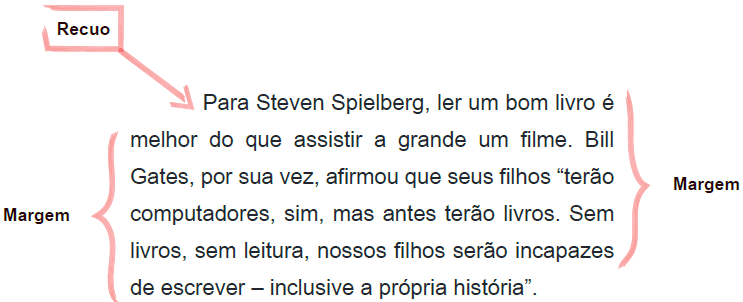 Recuo
Para Steven Spielberg, ler um bom livro é
melhor do que assistir a grande um filme. Bill
Gates, por sua vez, afirmou que seus filhos “terão
computadores, sim, mas antes terão livros. Sem
livros, sem leitura, nossos filhos serão incapazes
de escrever – inclusive a própria história”.
Margem
Margem